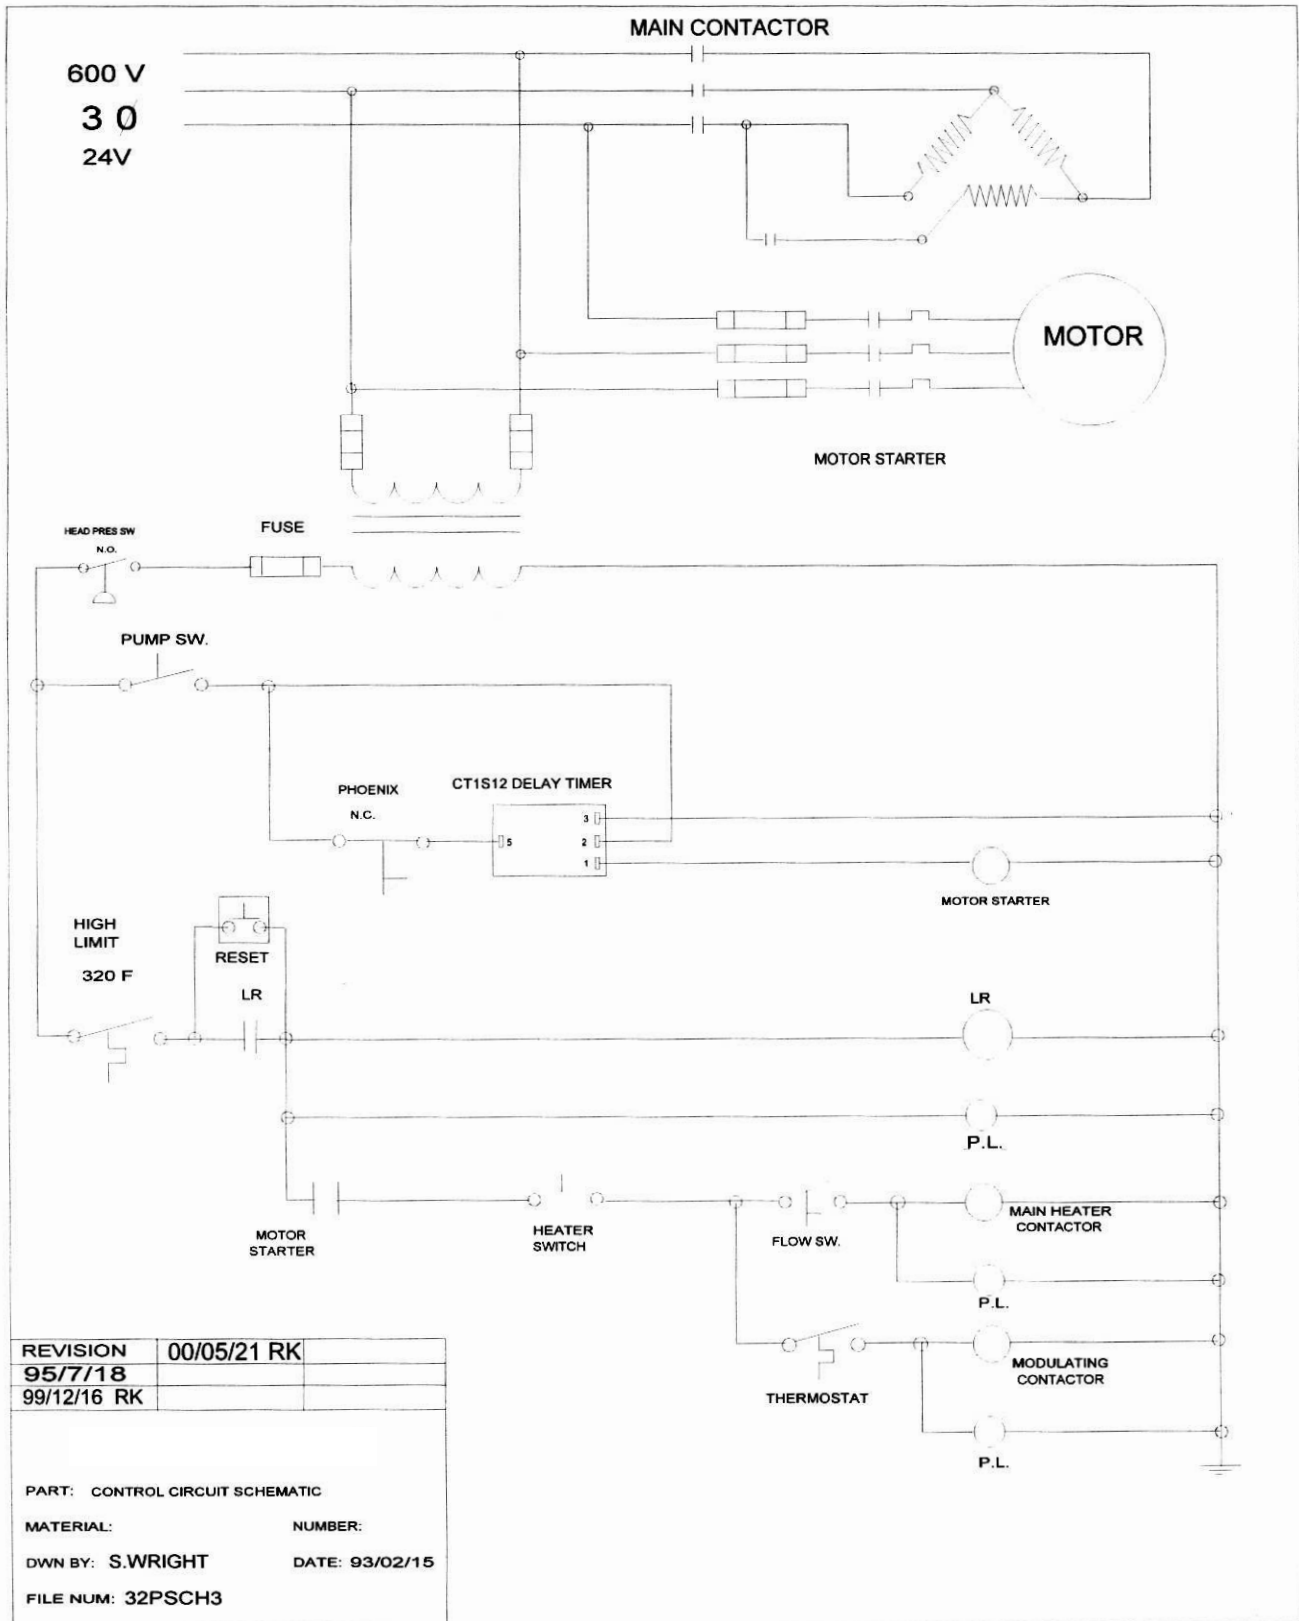 MAIN CONTACTOR
600 V
3 Ø
24V
MOTOR
MOTOR STARTER
HEAD PRES SW
N.O.
FUSE
PUMP SW.
PHOENIX
N.C.
CT1S12 DELAY TIMER
3
5
2
1
MOTOR STARTER
HIGH
LIMIT
320 F
RESET
LR
LR
P.L.
MOTOR
STARTER
HEATER
SWITCH
FLOW SW.
MAIN HEATER
CONTACTOR
P.L.
THERMOSTAT
MODULATING
CONTACTOR
P.L.
REVISION 00/05/21 RK
95/7/18
99/12/16 RK
PART: CONTROL CIRCUIT SCHEMATIC
MATERIAL: NUMBER:
DWN BY: S.WRIGHT DATE: 93/02/15
FILE NUM: 32PSCH3